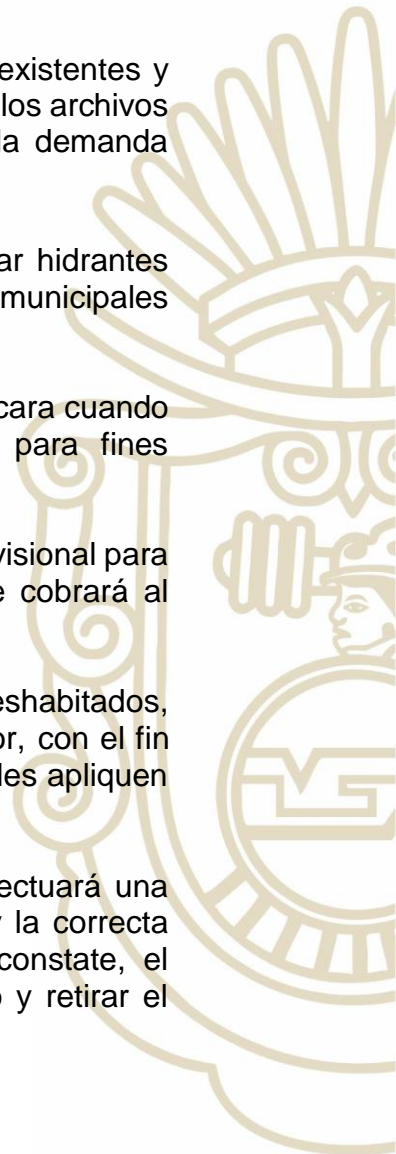 existentes y
los archivos
la demanda
ar hidrantes
municipales
cara cuando
para fines
visional para
e cobrará al
eshabitados,
or, con el fin
les apliquen
ectuará una
la correcta
constate, el
y retirar el